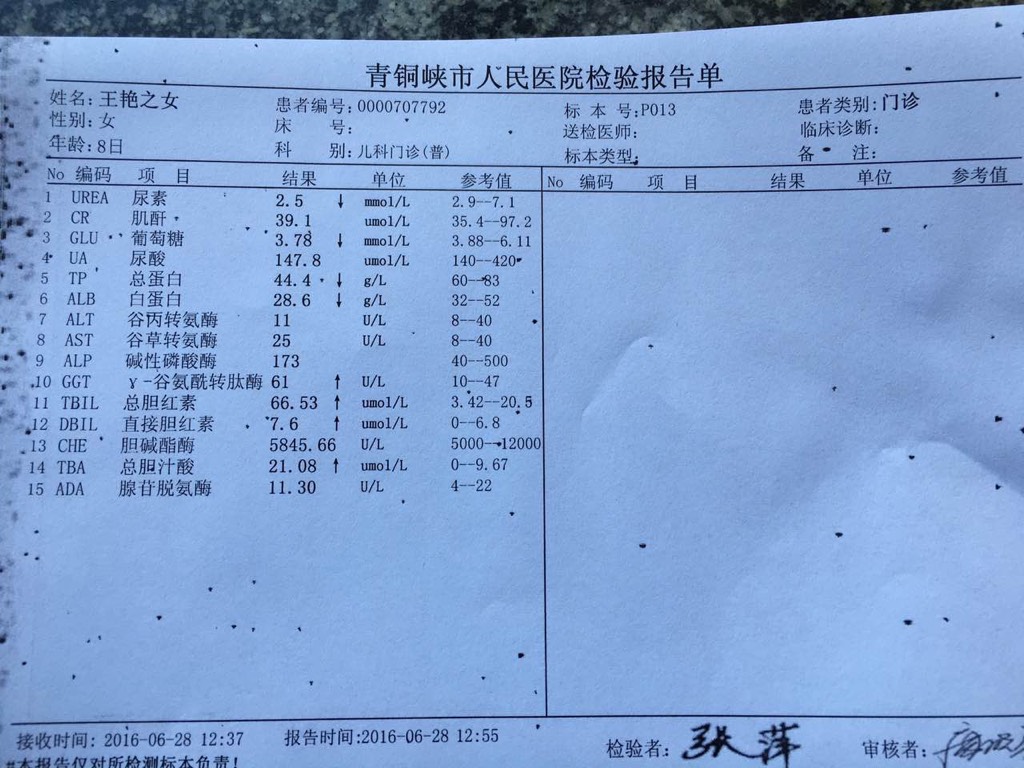 青铜峡市人民医院检验报告单
姓名: 王艳之女 患者编号: 0000707792 标 本 号:P013 患者类别: 门诊
性别: 女 床 号: 送检医师: 临床诊断:
年龄: 8日 科 别: 儿科门诊(普) 标本类型: 备 注:
No 编码 项 目 结果 单位 参考值 No 编码 项 目 结果 单位 参考值
1 UREA 尿素 2.5 ↓ mmol/L 2.9--7.1
2 CR 肌酐 39.1 umol/L 35.4--97.2
3 GLU 葡萄糖 3.78 ↓ mmol/L 3.88--6.11
4 UA 尿酸 147.8 umol/L 140--420
5 TP 总蛋白 44.4 ↓ g/L 60--83
6 ALB 白蛋白 28.6 ↓ g/L 32--52
7 ALT 谷丙转氨酶 11 U/L 8--40
8 AST 谷草转氨酶 25 U/L 8--40
9 ALP 碱性磷酸酶 173 40--500
10 GGT γ-谷氨酰转肽酶 61 ↑ U/L 10--47
11 TBIL 总胆红素 66.53 ↑ umol/L 3.42--20.5
12 DBIL 直接胆红素 7.6 ↑ umol/L 0--6.8
13 CHE 胆碱酯酶 5845.66 U/L 5000--12000
14 TBA 总胆汁酸 21.08 ↑ umol/L 0--9.67
15 ADA 腺苷脱氨酶 11.30 U/L 4--22
接收时间: 2016-06-28 12:37 报告时间:2016-06-28 12:55 检验者: 张萍 审核者:
#本报告仅对所检测标本负责!